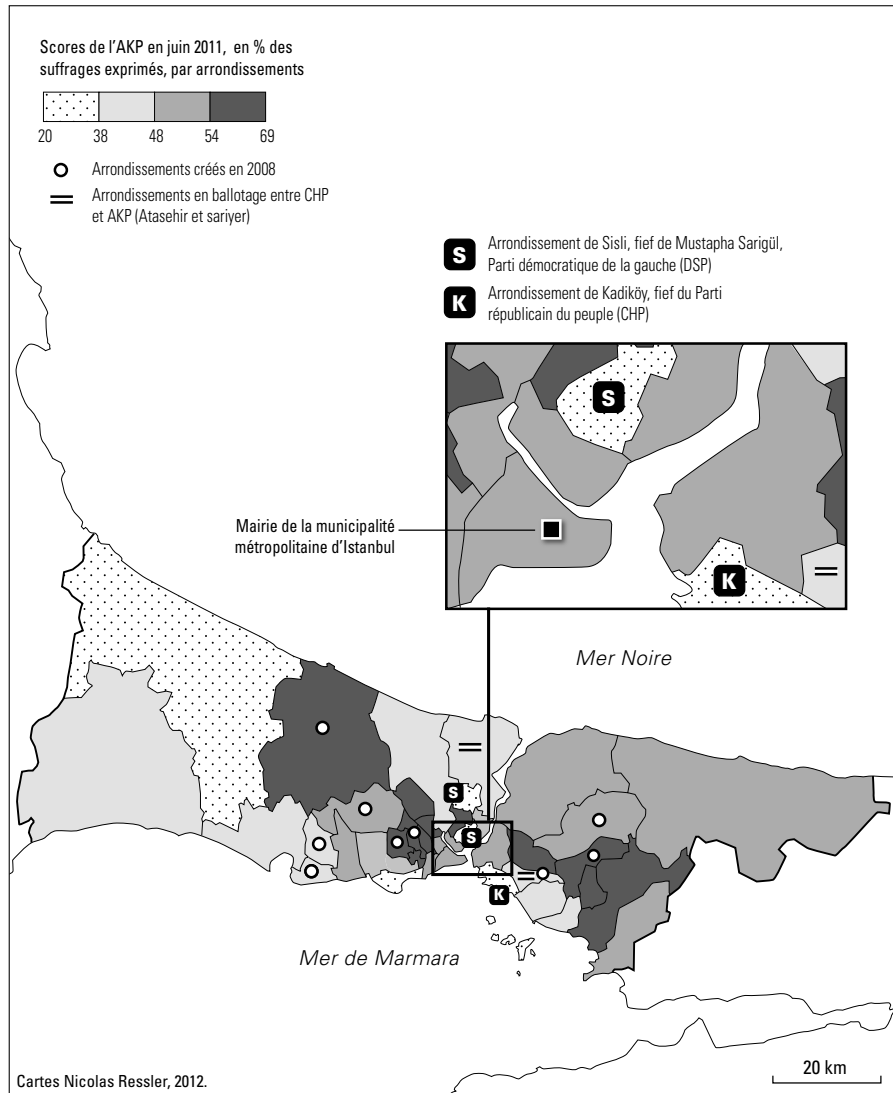 Scores de l'AKP en juin 2011, en % des
suffrages exprimés, par arrondissements
20 38 48 54 69
Arrondissements créés en 2008
Arrondissements en ballotage entre CHP
et AKP (Atasehir et sariyer)
S
Arrondissement de Sisli, fief de Mustapha Sarigül,
Parti démocratique de la gauche (DSP)
K
Arrondissement de Kadiköy, fief du Parti
républicain du peuple (CHP)
S
Mairie de la municipalité
métropolitaine d'Istanbul
K
Mer Noire
S
S
K
Mer de Marmara
20 km
Cartes Nicolas Ressler, 2012.